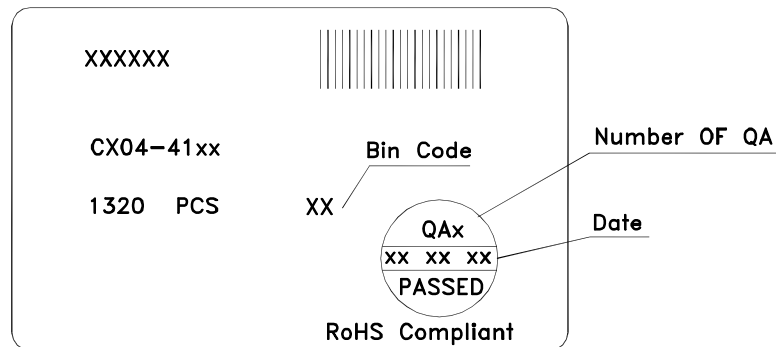 XXXXXX
CX04-41xx
Bin Code
Number OF QA
1320 PCS
XX
QAx
Date
xx xx xx
PASSED
RoHS Compliant